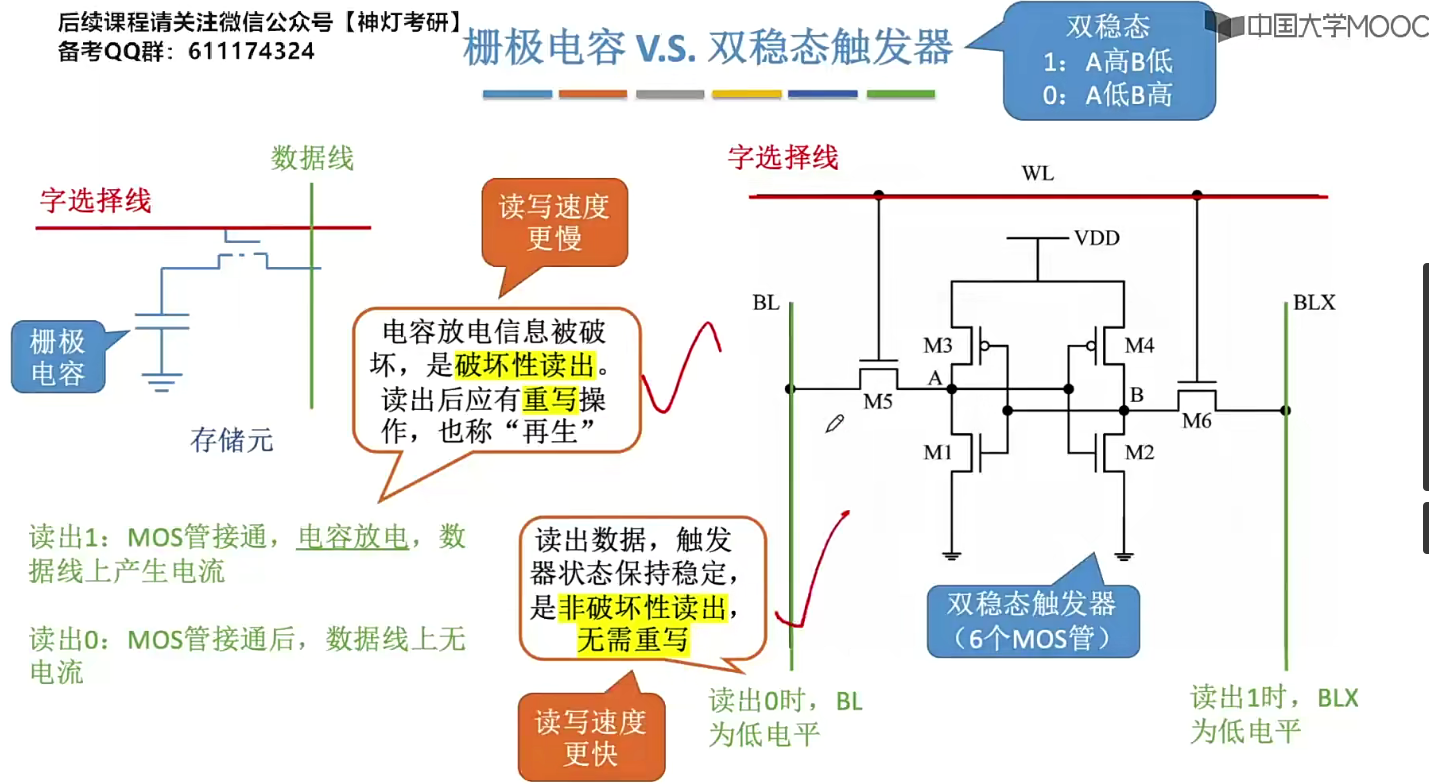 后续课程请关注微信公众号【神灯考研】
备考QQ群：611174324
栅极电容 V.S. 双稳态触发器
双稳态
1：A高B低
0：A低B高
中国大学MOOC
数据线
字选择线
栅极
电容
存储元
读写速度
更慢
电容放电信息被破
坏，是破坏性读出。
读出后应有重写操
作，也称“再生”
读出1：MOS管接通，电容放电，数
据线上产生电流
读出0：MOS管接通后，数据线上无
电流
读出数据，触发
器状态保持稳定，
是非破坏性读出，
无需重写
读写速度
更快
字选择线
WL
VDD
BL
BLX
M3
M4
A
B
M5
M6
M1
M2
双稳态触发器
（6个MOS管）
读出0时，BL
为低电平
读出1时，BLX
为低电平